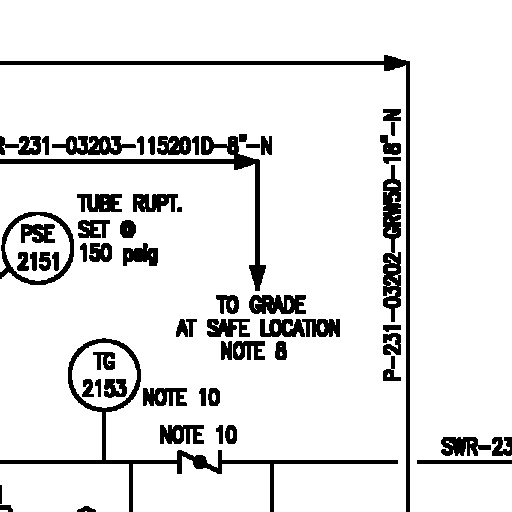 R-231-03203-115201D-8"-N
TUBE RUPT.
SET @
150 psig
PSE
2151
P-231-03202-GRW5D-18"-N
TO GRADE
AT SAFE LOCATION
NOTE 8
TG
2153
NOTE 10
NOTE 10
SWR-23